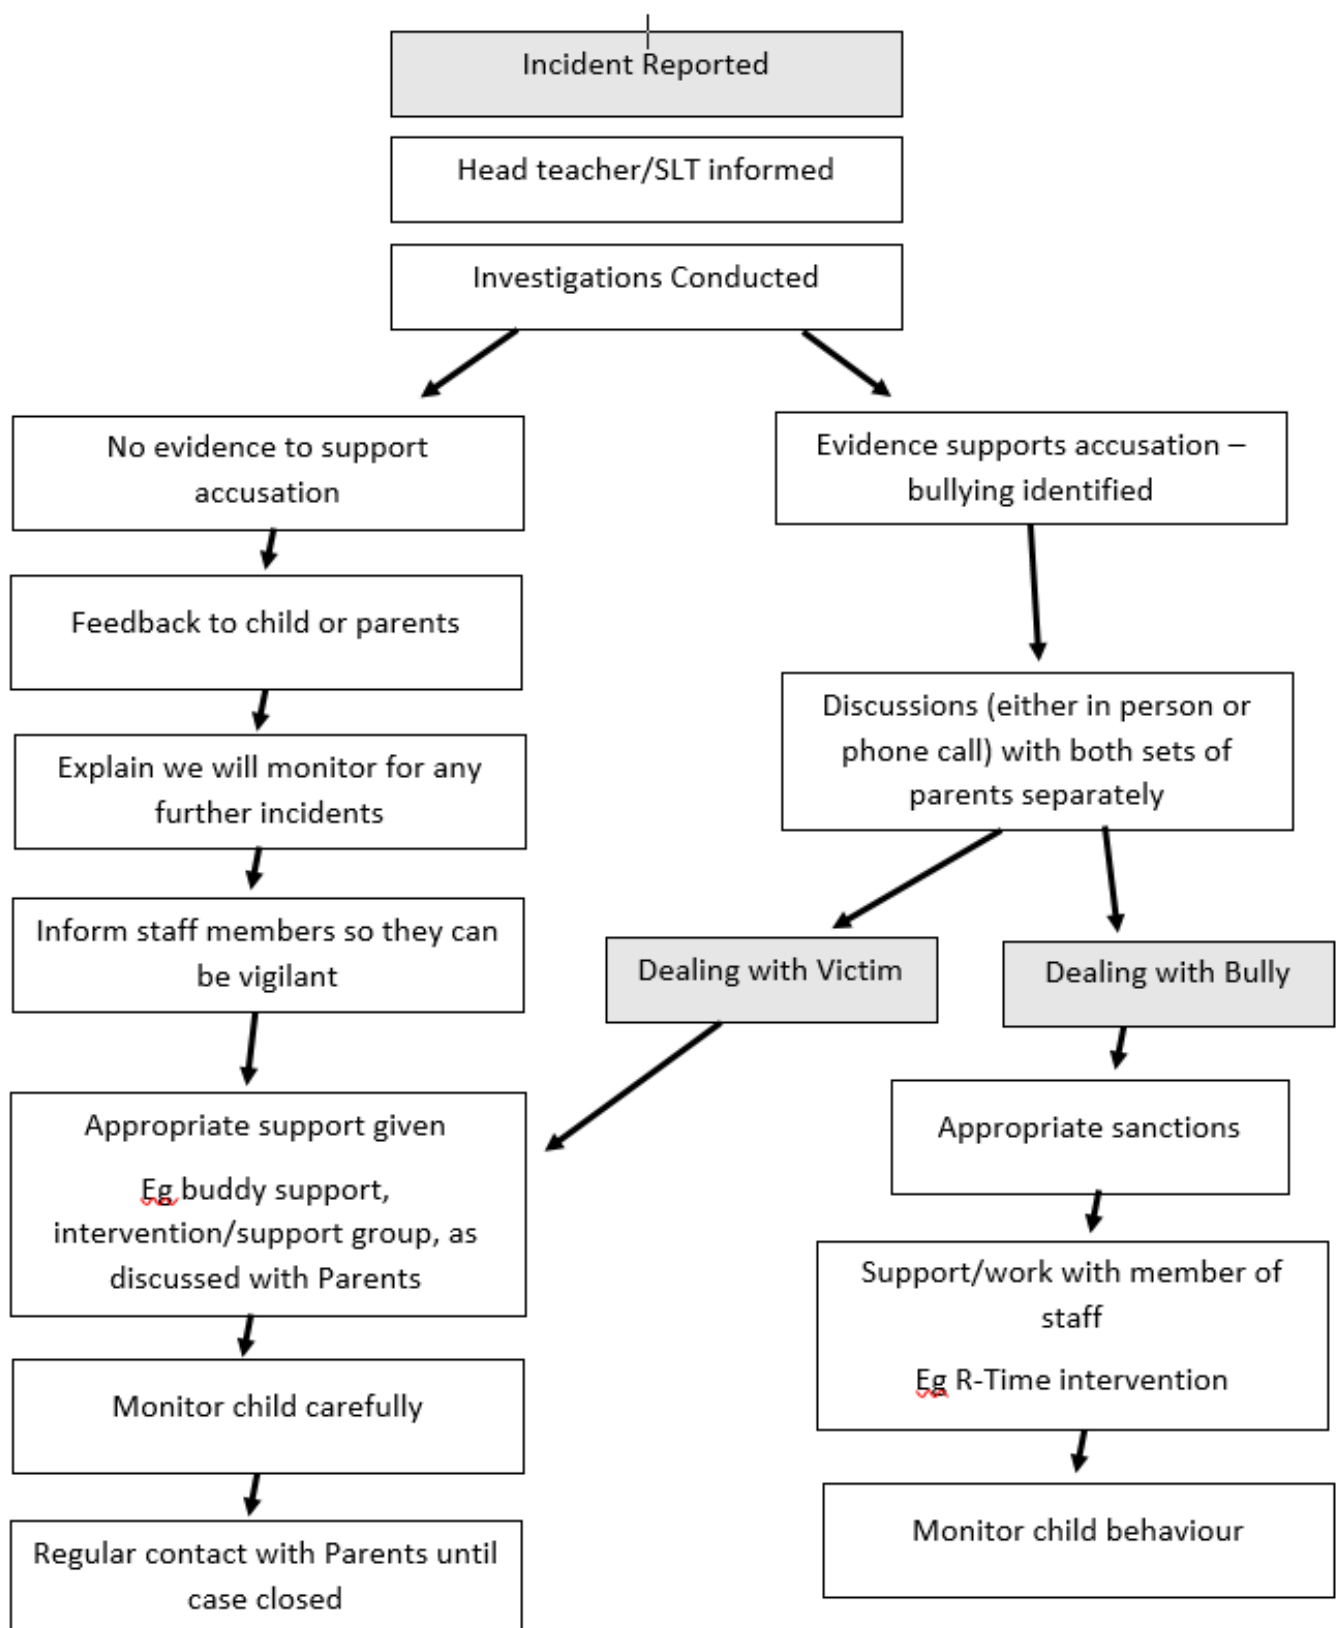 Incident Reported
Head teacher/SLT informed
Investigations Conducted
No evidence to support
accusation
Feedback to child or parents
Explain we will monitor for any
further incidents
Inform staff members so they can
be vigilant
Evidence supports accusation –
bullying identified
Discussions (either in person or
phone call) with both sets of
parents separately
Dealing with Victim
Dealing with Bully
Appropriate support given
Eg buddy support,
intervention/support group, as
discussed with Parents
Monitor child carefully
Regular contact with Parents until
case closed
Appropriate sanctions
Support/work with member of
staff
Eg R-Time intervention
Monitor child behaviour